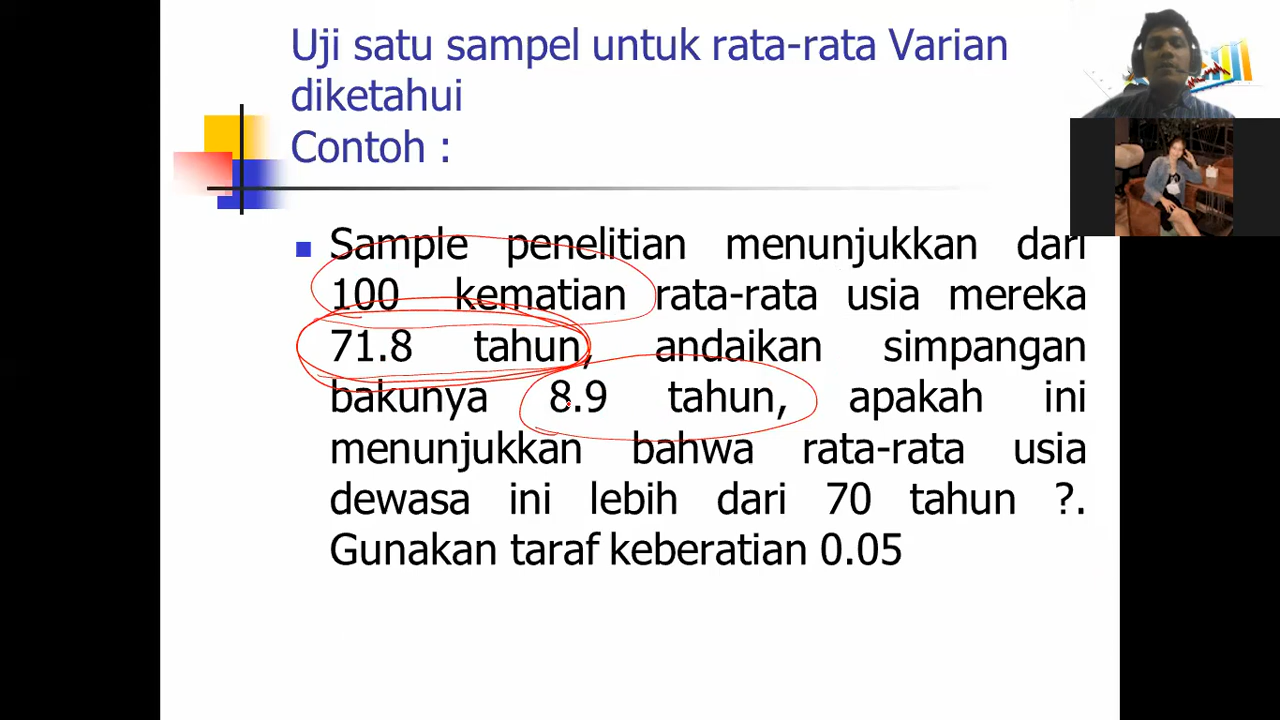 Uji satu sampel untuk rata-rata Varian
diketahui
Contoh :
Sample penelitian menunjukkan dari
100 kematian rata-rata usia mereka
71.8 tahun, andaikan simpangan
bakunya 8.9 tahun, apakah ini
menunjukkan bahwa rata-rata usia
dewasa ini lebih dari 70 tahun ?.
Gunakan taraf keberatian 0.05